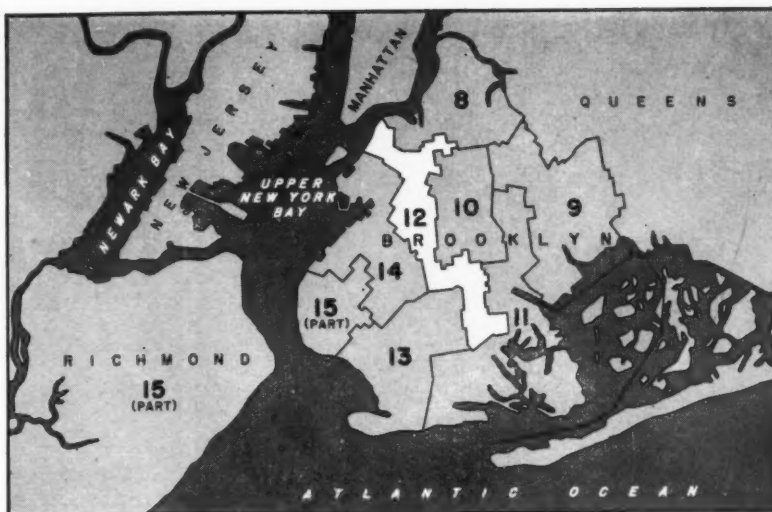 MANHATTAN
8
QUEENS
NEW JERSEY
NEWARK BAY
UPPER
NEW YORK
BAY
12
10
9
BROOKLYN
14
15
(PART)
11
13
RICHMOND
15
(PART)
ATLANTIC OCEAN